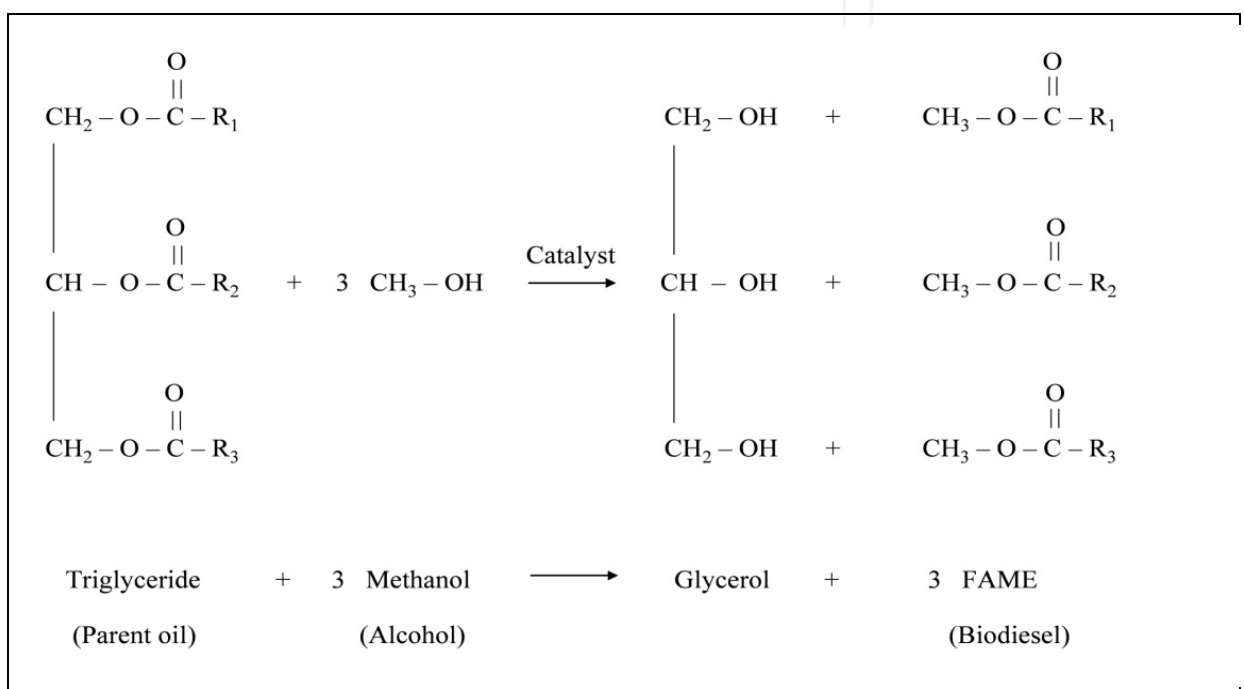 O O
|| ||
CH₂ – O – C – R₁ CH₂ – OH + CH₃ – O – C – R₁
O O
|| ||
CH – O – C – R₂ + 3 CH₃ – OH Catalyst CH – OH + CH₃ – O – C – R₂
O O
|| ||
CH₂ – O – C – R₃ CH₂ – OH + CH₃ – O – C – R₃
Triglyceride + 3 Methanol ⟶ Glycerol + 3 FAME
(Parent oil) (Alcohol) (Biodiesel)